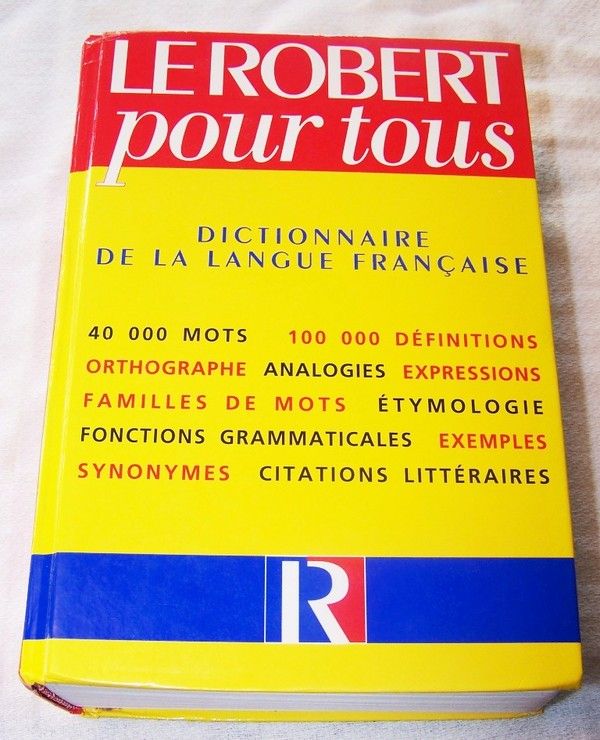 LE ROBERT
pour tous
DICTIONNAIRE
DE LA LANGUE FRANÇAISE
40 000 MOTS 100 000 DÉFINITIONS
ORTHOGRAPHE ANALOGIES EXPRESSIONS
FAMILLES DE MOTS ÉTYMOLOGIE
FONCTIONS GRAMMATICALES EXEMPLES
SYNONYMES CITATIONS LITTÉRAIRES
R